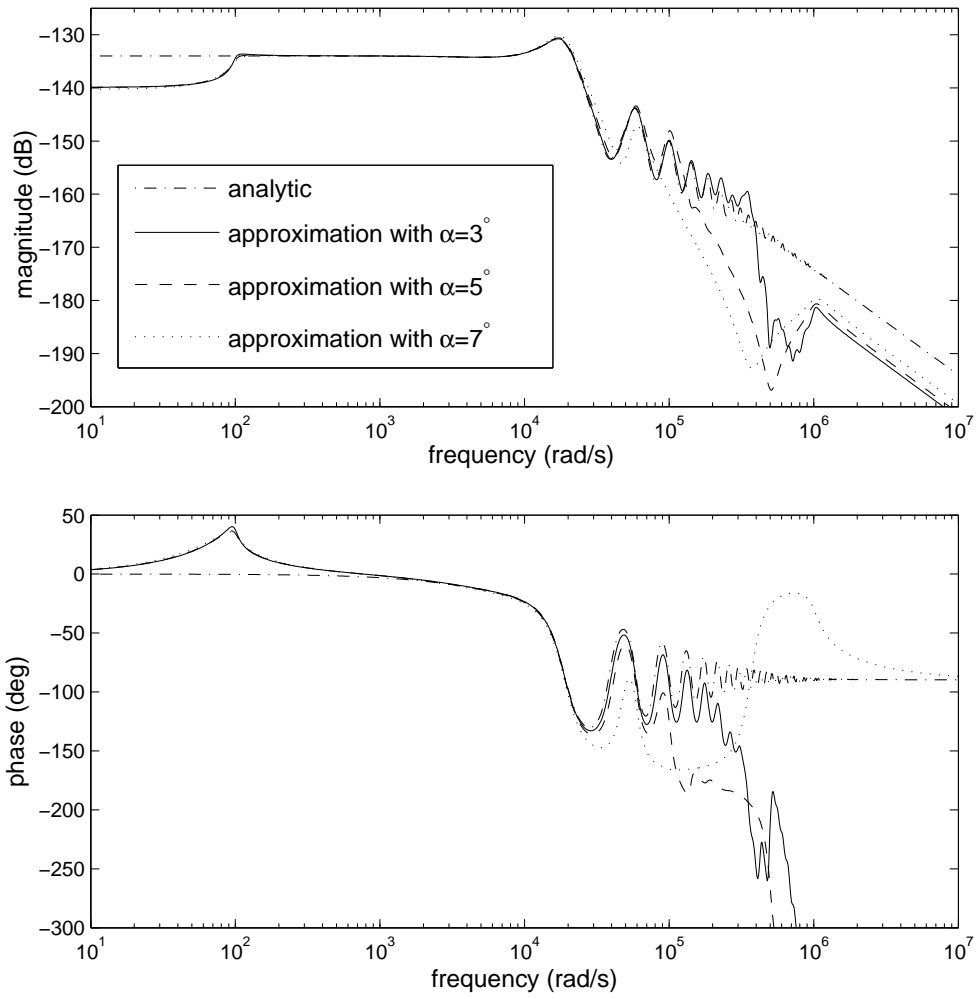 −130
−140
−150
−160
−170
−180
−190
−200
magnitude (dB)
analytic
approximation with α=3°
approximation with α=5°
approximation with α=7°
10^1 10^2 10^3 10^4 10^5 10^6 10^7
frequency (rad/s)
50
0
−50
−100
−150
−200
−250
−300
phase (deg)
10^1 10^2 10^3 10^4 10^5 10^6 10^7
frequency (rad/s)